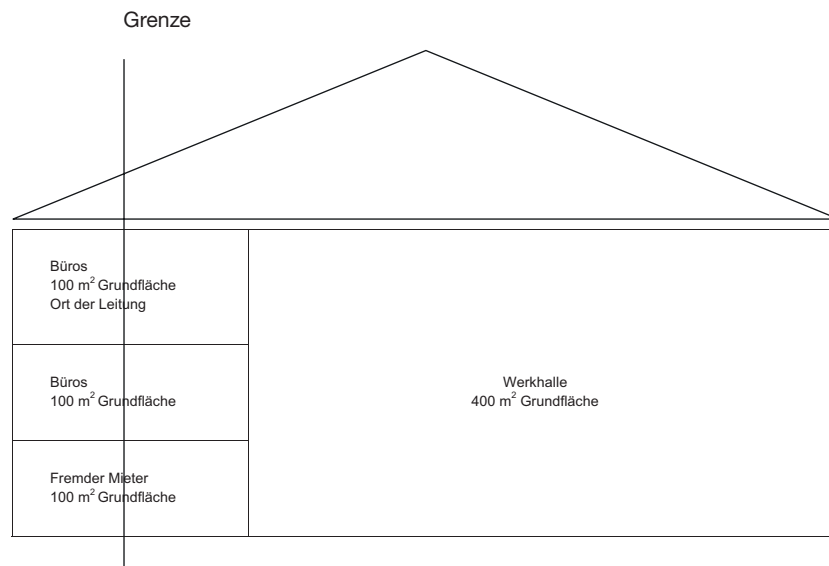 Grenze
Büros
100 m² Grundfläche
Ort der Leitung
Büros
100 m² Grundfläche
Werkhalle
400 m² Grundfläche
Fremder Mieter
100 m² Grundfläche